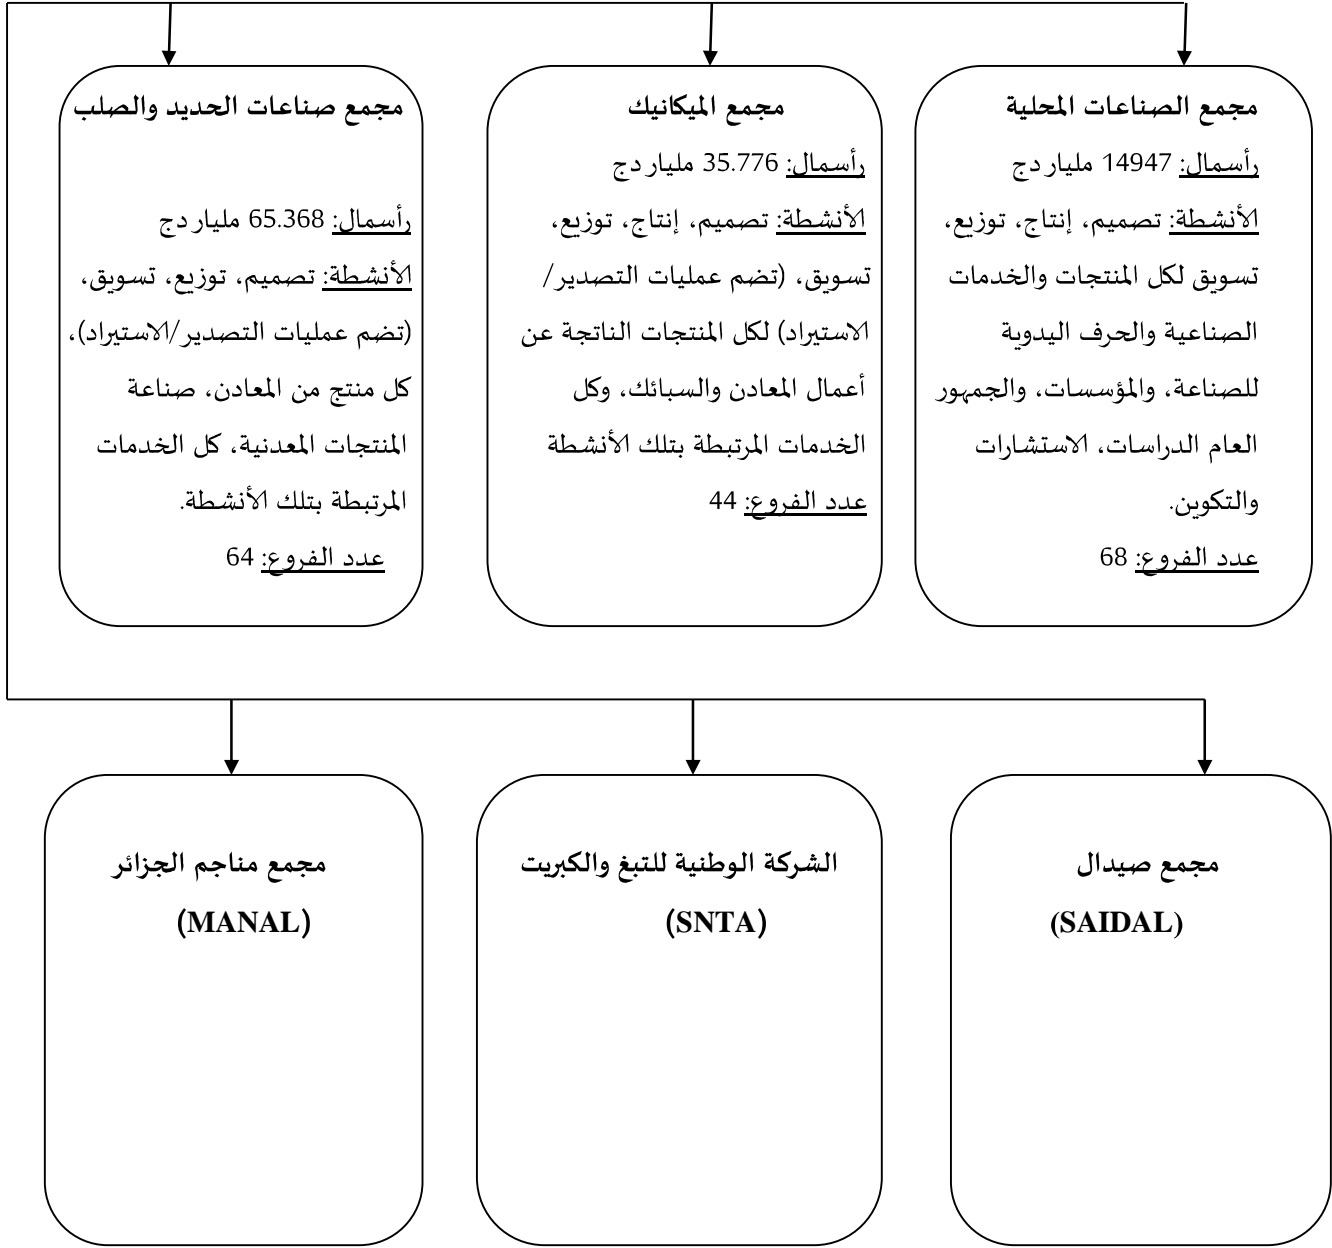 مجمع الصناعات المحلية
رأسمال: 14947 مليار دج
الأنشطة: تصميم، إنتاج، توزيع،
تسويق لكل المنتجات والخدمات
الصناعية والحرف اليدوية
للصناعة، والمؤسسات، والجمهور
العام الدراسات، الاستشارات
والتكوين.
عدد الفروع: 68
مجمع الميكانيك
رأسمال: 35.776 مليار دج
الأنشطة: تصميم، إنتاج، توزيع،
تسويق، (تضم عمليات التصدير/
الاستيراد) لكل المنتجات الناتجة عن
أعمال المعادن والسبائك، وكل
الخدمات المرتبطة بتلك الأنشطة
عدد الفروع: 44
مجمع صناعات الحديد والصلب
رأسمال: 65.368 مليار دج
الأنشطة: تصميم، توزيع، تسويق،
(تضم عمليات التصدير/الاستيراد)،
كل منتج من المعادن، صناعة
المنتجات المعدنية، كل الخدمات
المرتبطة بتلك الأنشطة.
عدد الفروع: 64
مجمع صيدال
(SAIDAL)
الشركة الوطنية للتبغ والكبريت
(SNTA)
مجمع مناجم الجزائر
(MANAL)